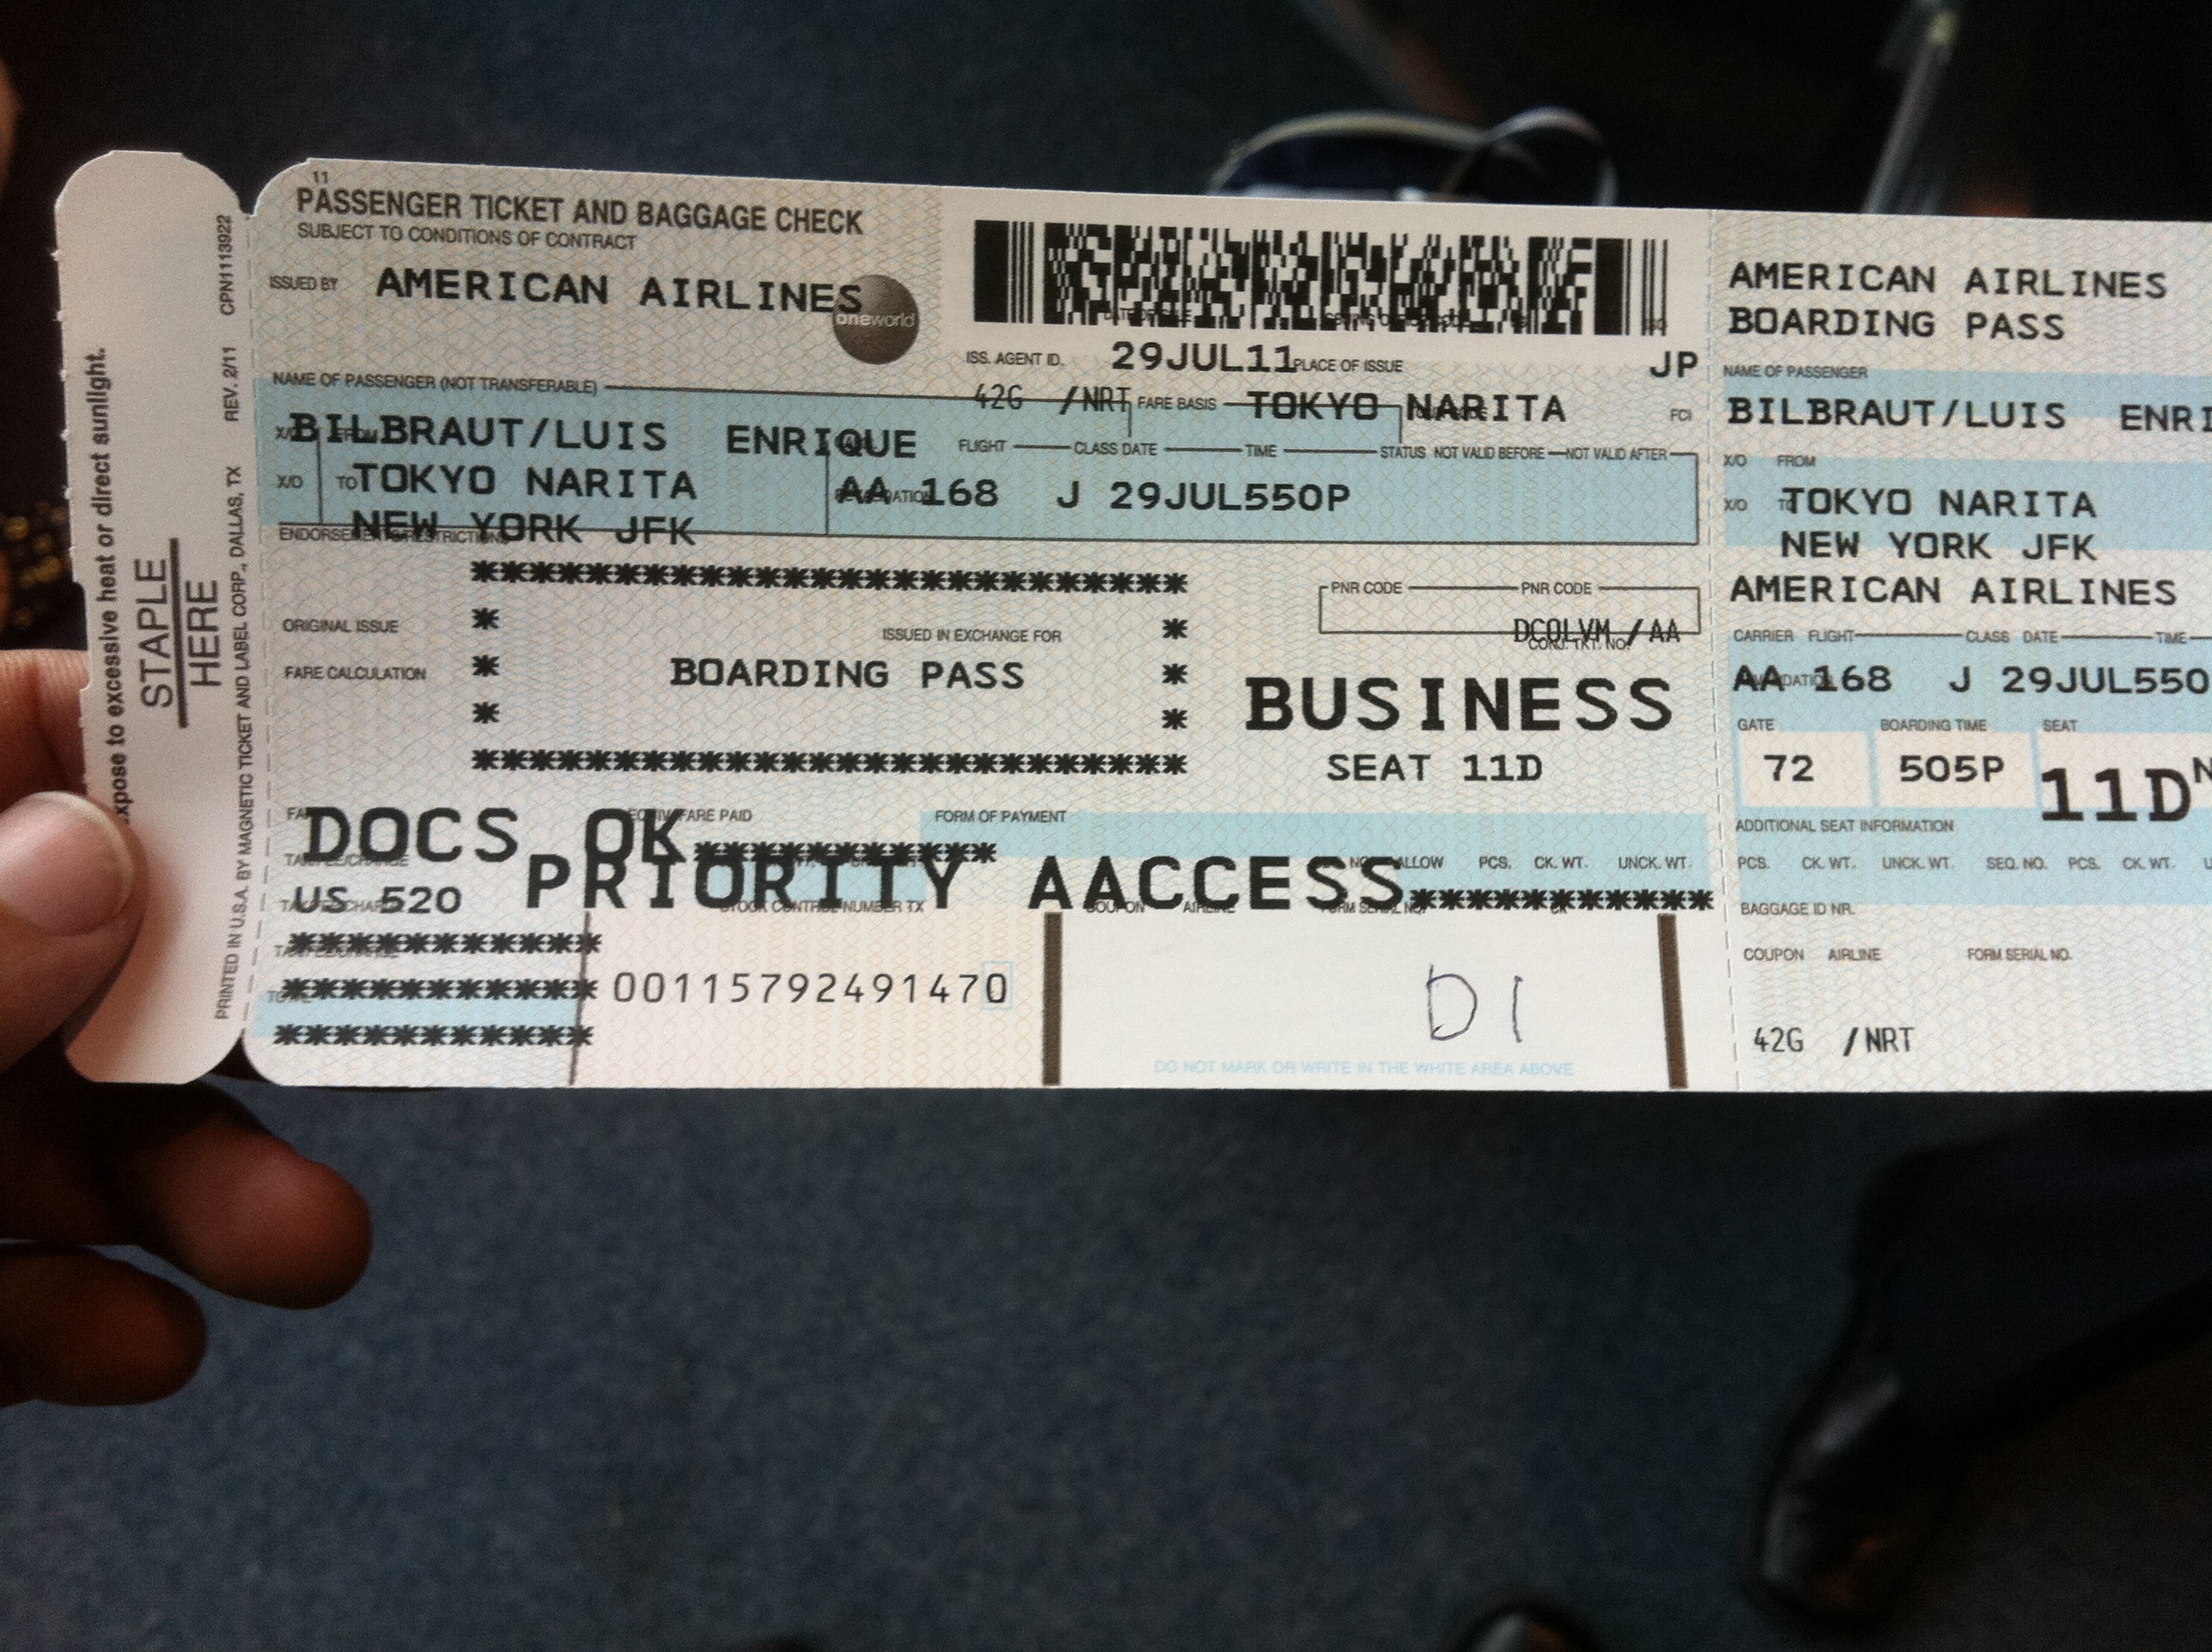 xpose to excessive heat or direct sunlight.
STAPLE
HERE
PRINTED IN U.S.A. BY MAGNETIC TICKET AND LABEL CORP., DALLAS, TX REV. 2/11 CPN1113922
11
PASSENGER TICKET AND BAGGAGE CHECK
SUBJECT TO CONDITIONS OF CONTRACT
ISSUED BY AMERICAN AIRLINES
oneworld
ISS. AGENT ID. 29JUL11 PLACE OF ISSUE JP
42G /NRT FARE BASIS TOKYO NARITA FCI
NAME OF PASSENGER (NOT TRANSFERABLE)
X/O FROM BILBRAUT/LUIS ENRIQUE FLIGHT CLASS DATE TIME STATUS NOT VALID BEFORE NOT VALID AFTER
X/O TO TOKYO NARITA AA 168 J 29JUL550P
NEW YORK JFK
ENDORSEMENTS/RESTRICTIONS
*************************
PNR CODE PNR CODE
ORIGINAL ISSUE * ISSUED IN EXCHANGE FOR * DCQLVM /AA
CONJ. TKT. NO.
FARE CALCULATION * BOARDING PASS * BUSINESS
* *
************************* SEAT 11D
DOCS OK *********** EQUIV. FARE PAID FORM OF PAYMENT
ALLOW PCS. CK. WT. UNCK. WT.
US 520 PRIORITY AACCESS ***********
STOCK CONTROL NUMBER TX COUPON AIRLINE FORM SERIAL NO. CK
***********
*********** 00115792491470 D1
***********
DO NOT MARK OR WRITE IN THE WHITE AREA ABOVE
AMERICAN AIRLINES
BOARDING PASS
NAME OF PASSENGER
BILBRAUT/LUIS ENRI
X/O FROM
X/O TO TOKYO NARITA
NEW YORK JFK
AMERICAN AIRLINES
CARRIER FLIGHT CLASS DATE TIME
AA 168 J 29JUL550
GATE BOARDING TIME SEAT
72 505P 11D
ADDITIONAL SEAT INFORMATION
PCS. CK. WT. UNCK. WT. SEQ. NO. PCS. CK. WT.
BAGGAGE ID NR.
COUPON AIRLINE FORM SERIAL NO.
42G /NRT